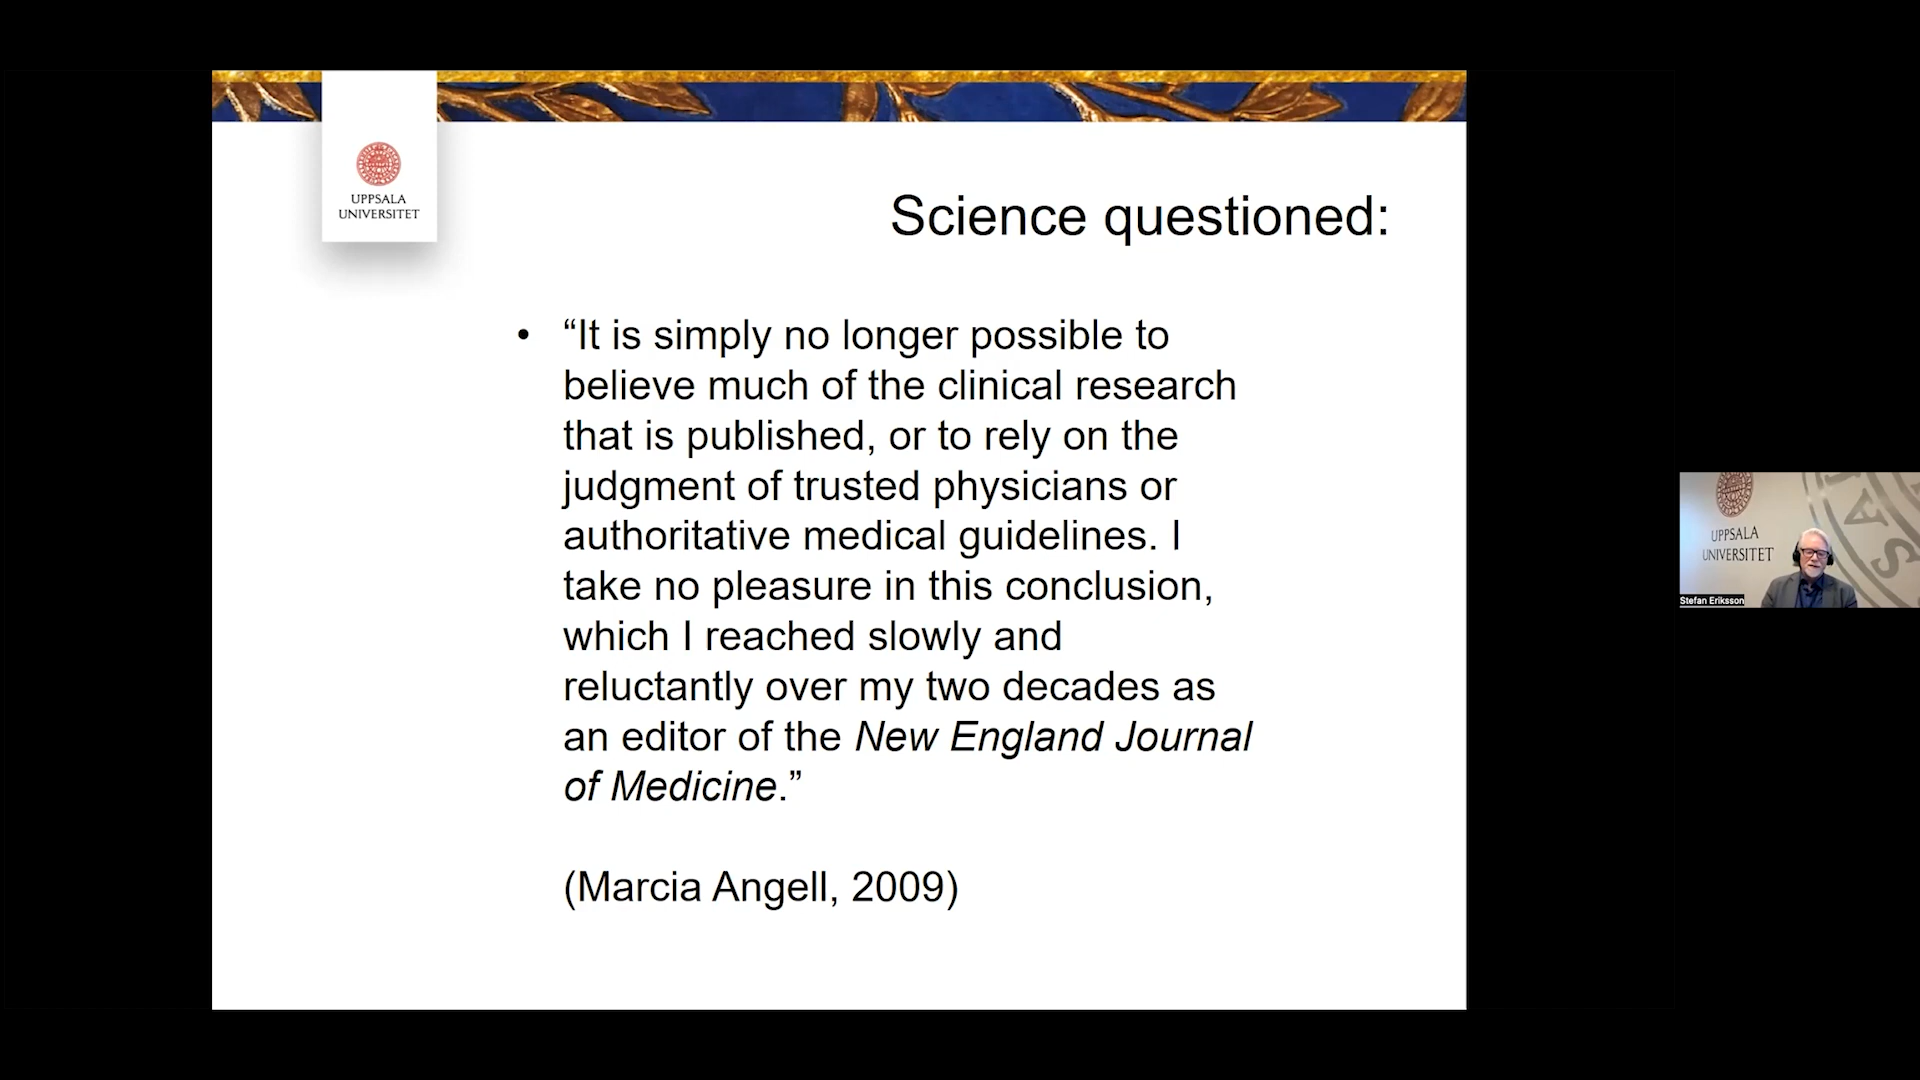 UPPSALA
UNIVERSITET
Science questioned:
• “It is simply no longer possible to
believe much of the clinical research
that is published, or to rely on the
judgment of trusted physicians or
authoritative medical guidelines. I
take no pleasure in this conclusion,
which I reached slowly and
reluctantly over my two decades as
an editor of the New England Journal
of Medicine.”
(Marcia Angell, 2009)
UPPSALA
UNIVERSITET
Stefan Eriksson